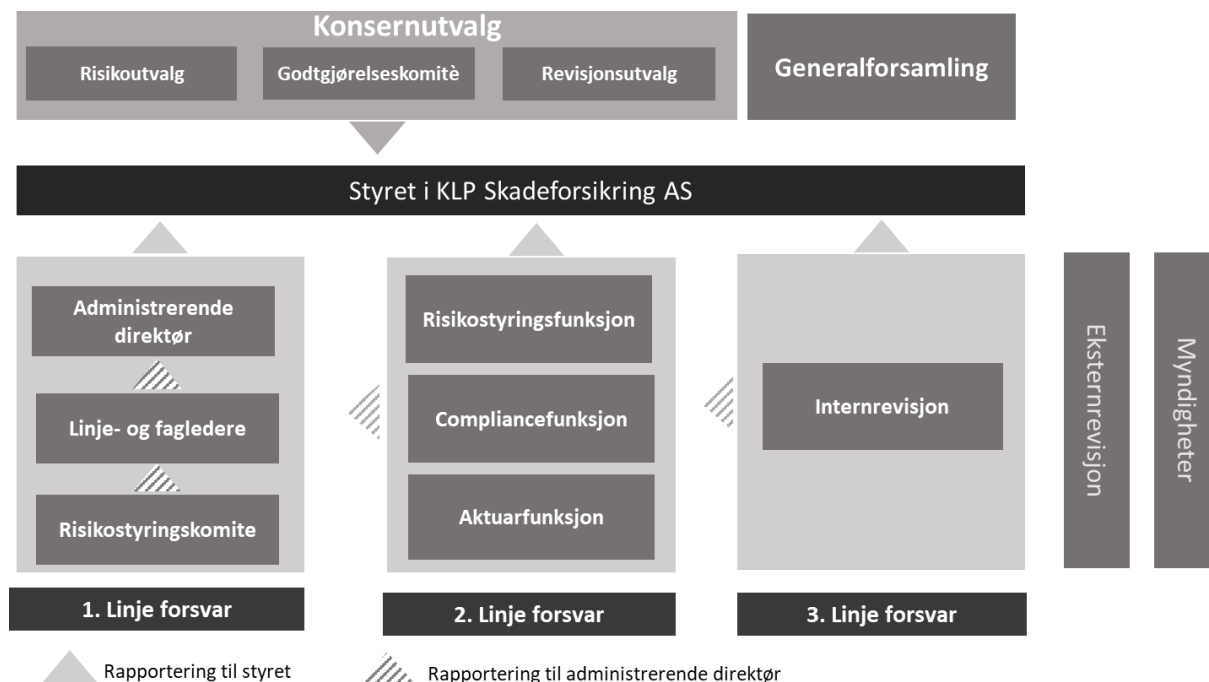 Konsernutvalg
Risikoutvalg
Godtgjørelseskomitè
Revisjonsutvalg
Generalforsamling
Styret i KLP Skadeforsikring AS
Administrerende
direktør
Linje- og fagledere
Risikostyringskomite
Risikostyringsfunksjon
Compliancefunksjon
Aktuarfunksjon
Internrevisjon
Eksternrevisjon
Myndigheter
1. Linje forsvar
2. Linje forsvar
3. Linje forsvar
Rapportering til styret
Rapportering til administrerende direktør